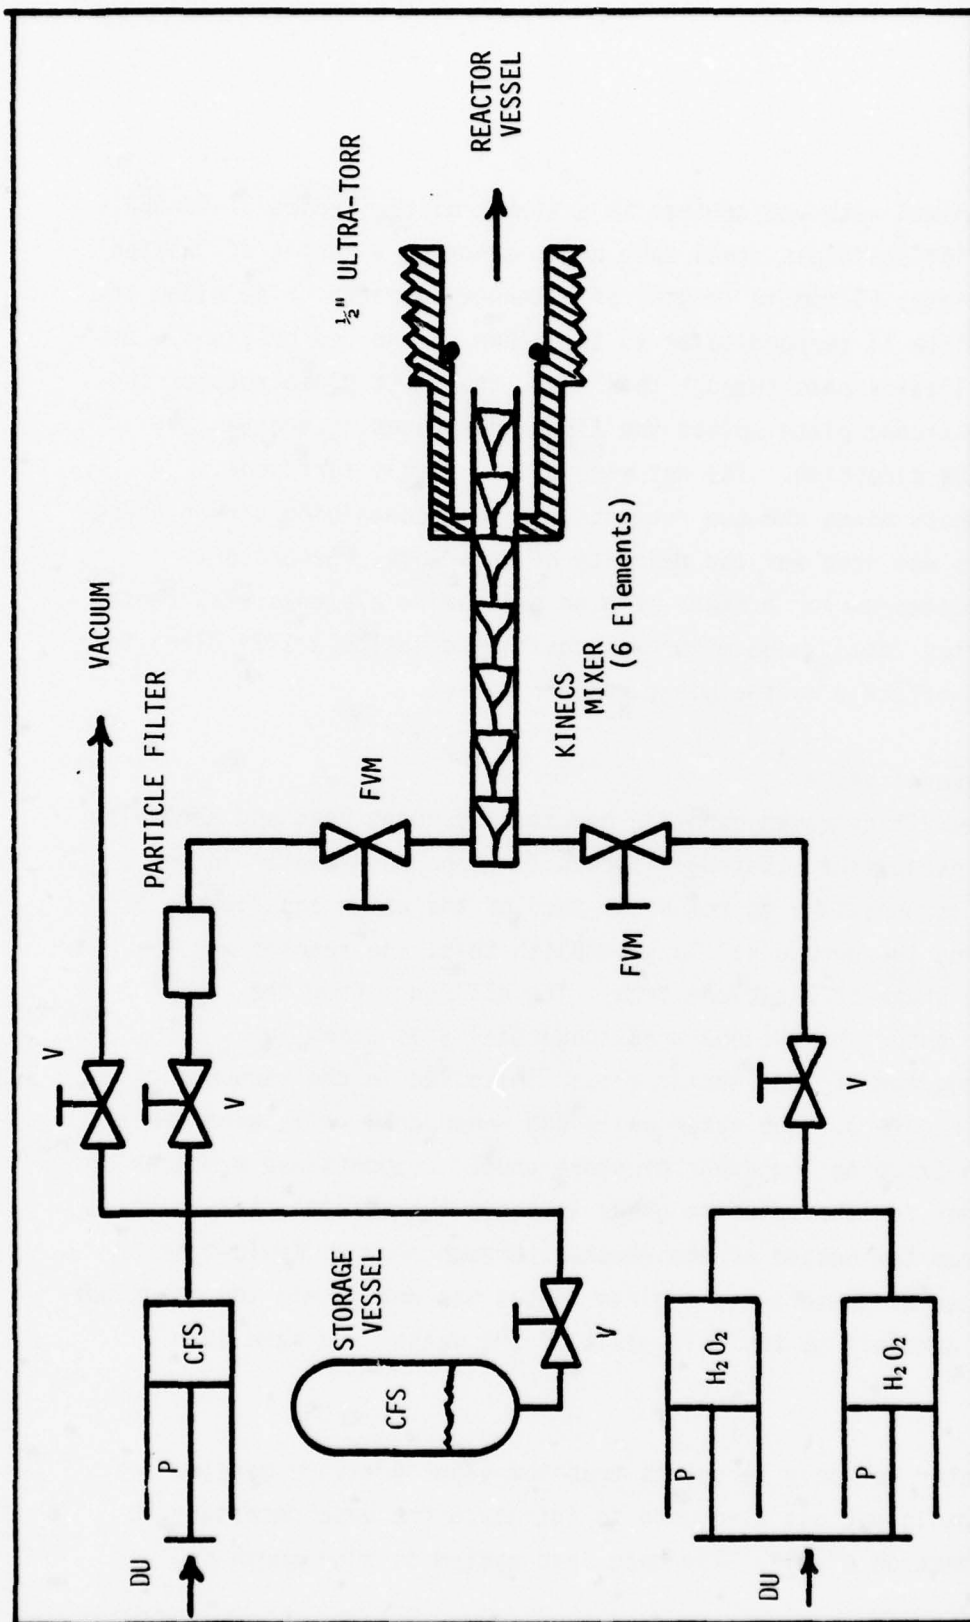 ½" ULTRA-TORR
REACTOR
VESSEL
VACUUM
PARTICLE FILTER
FVM
KINECS
MIXER
(6 Elements)
FVM
V
V
V
CFS
P
DU
STORAGE
VESSEL
CFS
V
H₂O₂
P
H₂O₂
P
DU